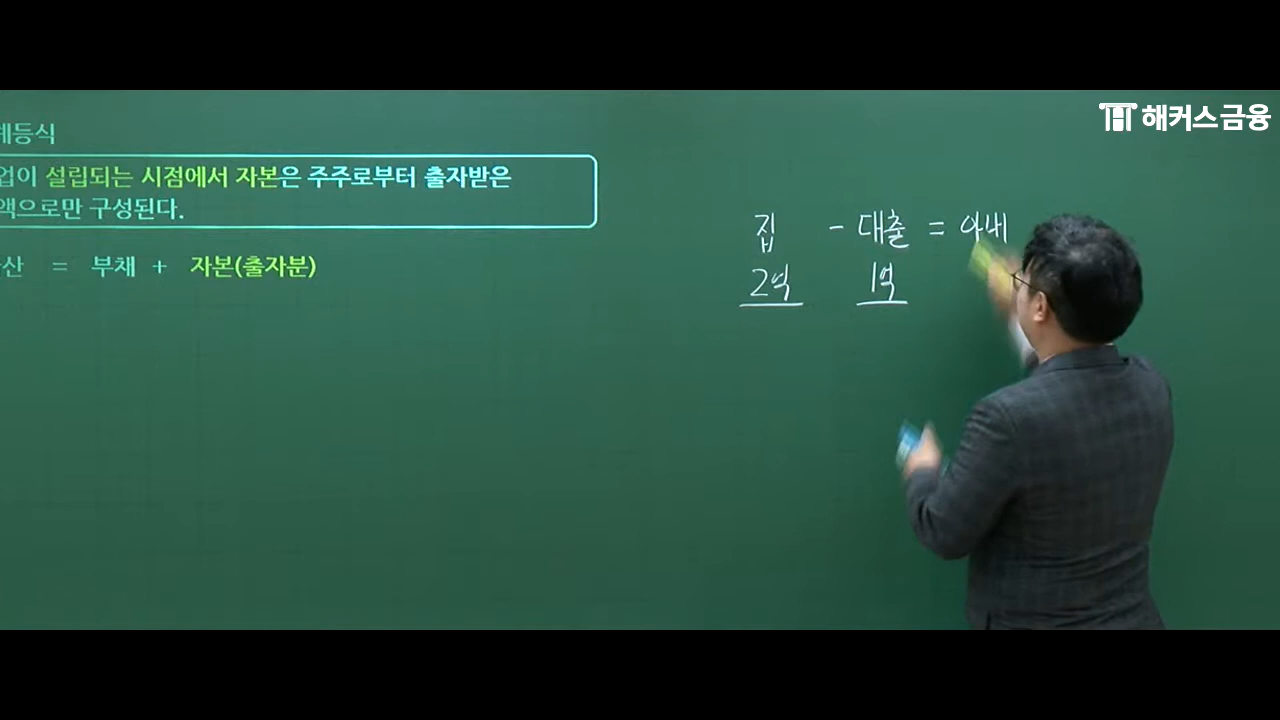 해커스금융
계등식
업이 설립되는 시점에서 자본은 주주로부터 출자받은
액으로만 구성된다.
산 = 부채 + 자본(출자분)
집 - 대출 = 아내
2억 1억